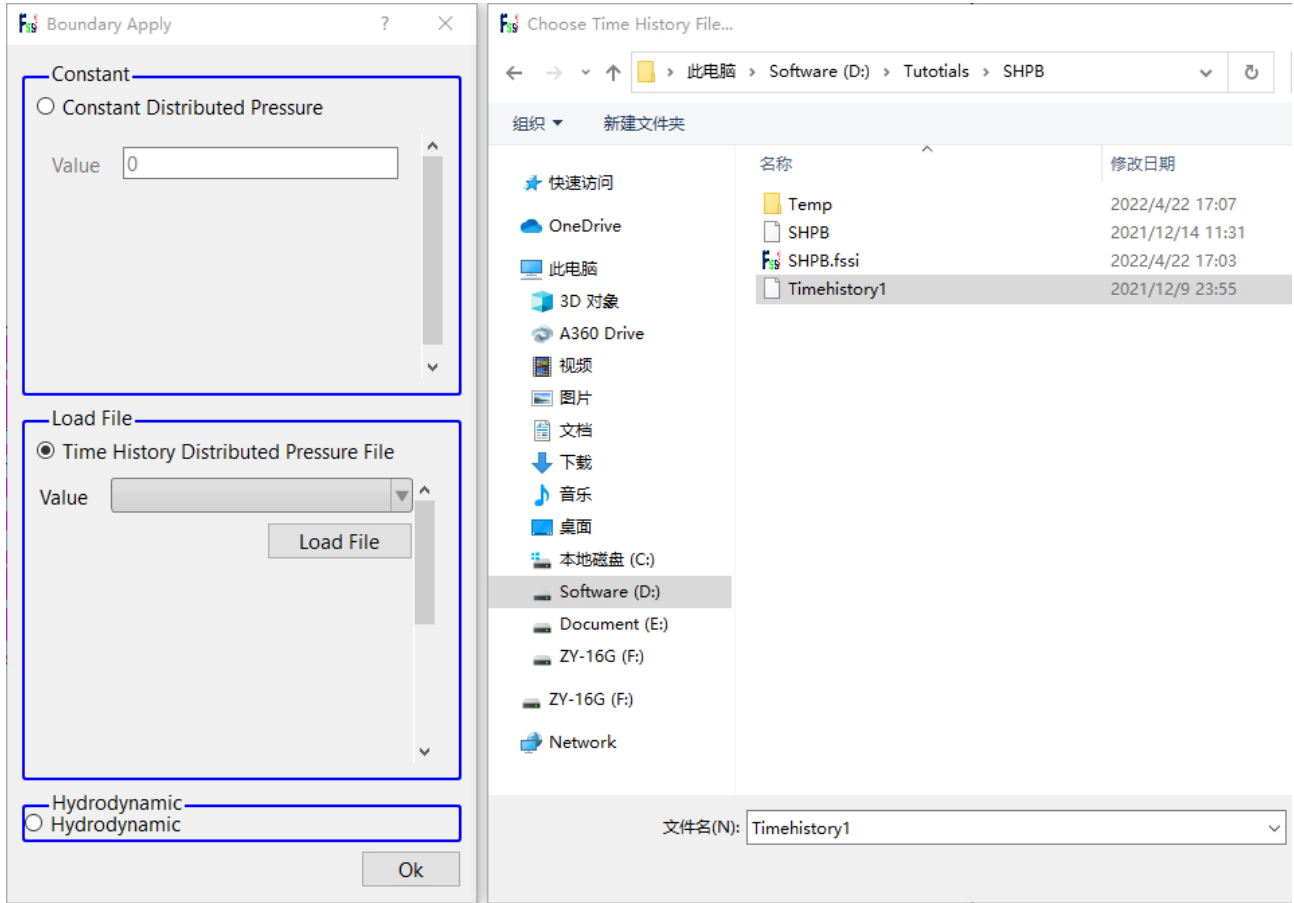 Boundary Apply
Constant
Constant Distributed Pressure
Value 0
Load File
Time History Distributed Pressure File
Value
Load File
Hydrodynamic
Hydrodynamic
Ok
Choose Time History File...
此电脑 › Software (D:) › Tutotials › SHPB
组织 新建文件夹
快速访问
OneDrive
此电脑
3D 对象
A360 Drive
视频
图片
文档
下载
音乐
桌面
本地磁盘 (C:)
Software (D:)
Document (E:)
ZY-16G (F:)
ZY-16G (F:)
Network
名称 修改日期
Temp 2022/4/22 17:07
SHPB 2021/12/14 11:31
SHPB.fssi 2022/4/22 17:03
Timehistory1 2021/12/9 23:55
文件名(N): Timehistory1